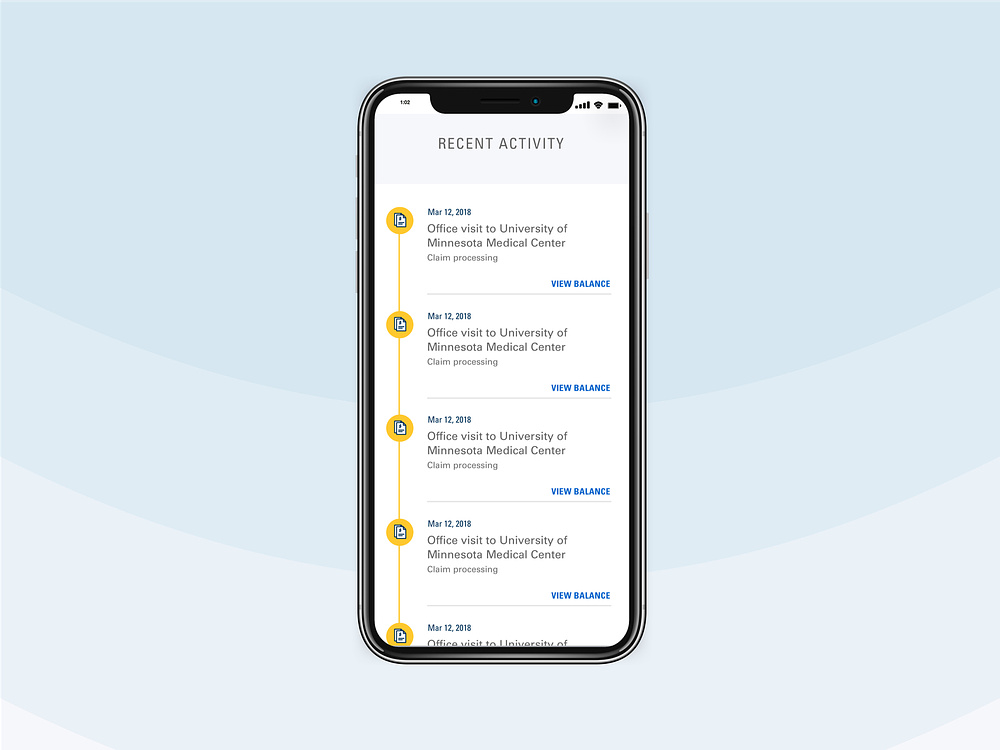 1:02
RECENT ACTIVITY
Mar 12, 2018
Office visit to University of
Minnesota Medical Center
Claim processing
VIEW BALANCE
Mar 12, 2018
Office visit to University of
Minnesota Medical Center
Claim processing
VIEW BALANCE
Mar 12, 2018
Office visit to University of
Minnesota Medical Center
Claim processing
VIEW BALANCE
Mar 12, 2018
Office visit to University of
Minnesota Medical Center
Claim processing
VIEW BALANCE
Mar 12, 2018
Office visit to University of